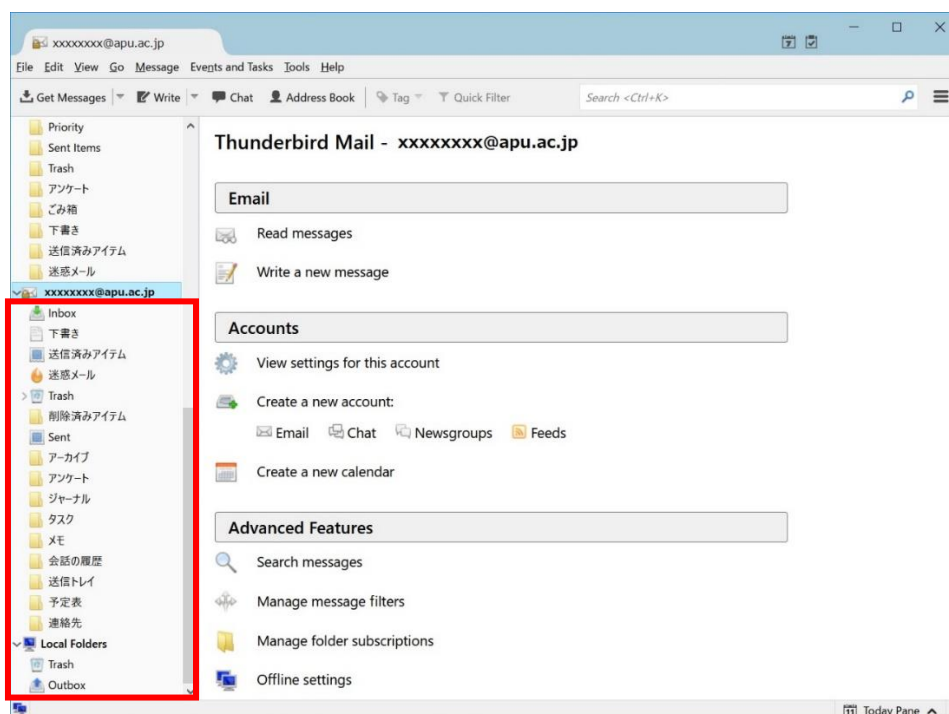 xxxxxxxx@apu.ac.jp
File Edit View Go Message Events and Tasks Tools Help
Get Messages Write Chat Address Book Tag Quick Filter Search <Ctrl+K>
Priority
Sent Items
Trash
アンケート
ごみ箱
下書き
送信済みアイテム
迷惑メール
xxxxxxxx@apu.ac.jp
Inbox
下書き
送信済みアイテム
迷惑メール
Trash
削除済みアイテム
Sent
アーカイブ
アンケート
ジャーナル
タスク
メモ
会話の履歴
送信トレイ
予定表
連絡先
Local Folders
Trash
Outbox
Thunderbird Mail - xxxxxxxx@apu.ac.jp
Email
Read messages
Write a new message
Accounts
View settings for this account
Create a new account:
Email Chat Newsgroups Feeds
Create a new calendar
Advanced Features
Search messages
Manage message filters
Manage folder subscriptions
Offline settings
11 Today Pane